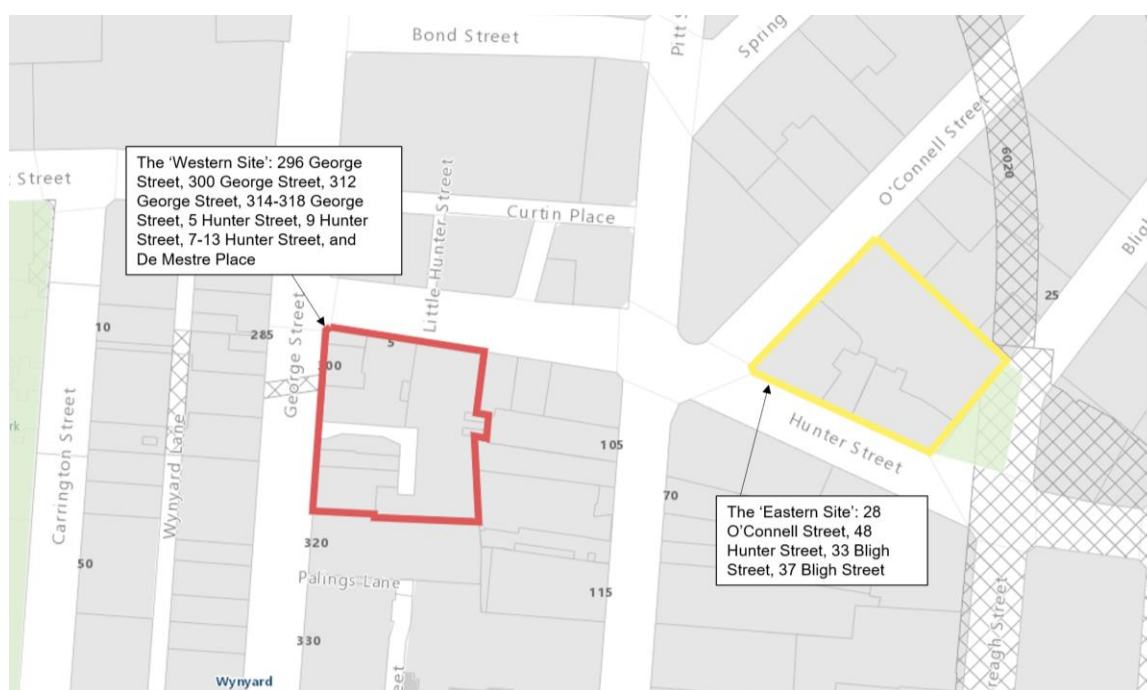 Bond Street
Pitt S
Spring
O'Connell Street
6020
Bligh
25
The 'Western Site': 296 George
Street, 300 George Street, 312
George Street, 314-318 George
Street, 5 Hunter Street, 9 Hunter
Street, 7-13 Hunter Street, and
De Mestre Place
Street
Curtin Place
Little Hunter Street
10
285
George Street
5
300
Carrington Street
Wynyard Lane
rk
105
Hunter Street
70
The 'Eastern Site': 28
O'Connell Street, 48
Hunter Street, 33 Bligh
Street, 37 Bligh Street
320
50
Palings Lane
115
330
reet
reagh Street
Wynyard